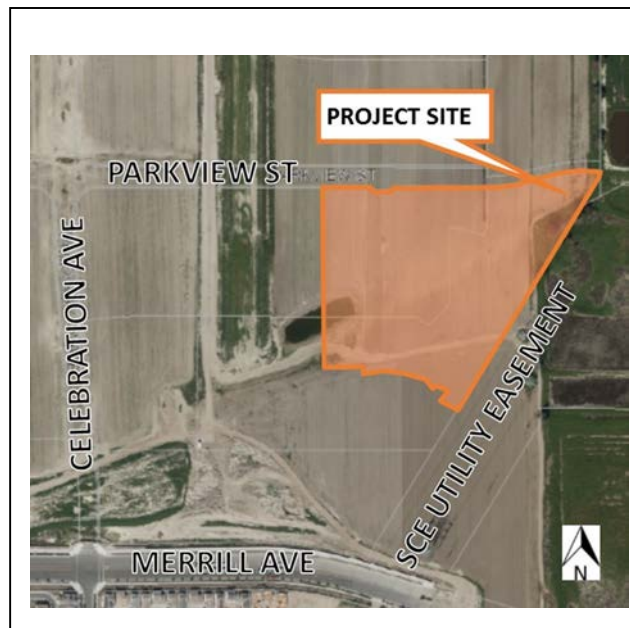 PROJECT SITE
PARKVIEW ST
CELEBRATION AVE
SCE UTILITY EASEMENT
MERRILL AVE
N